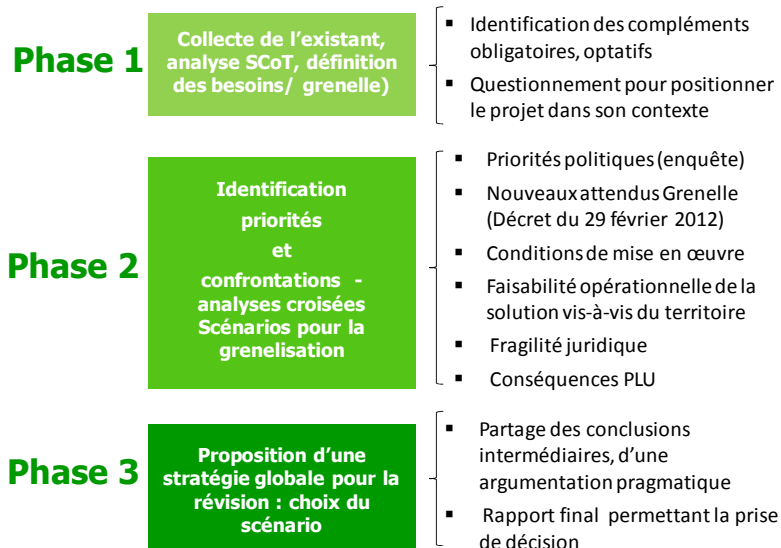 Phase 1
Collecte de l'existant,
analyse SCoT, définition
des besoins/ grenelle)
▪ Identification des compléments
obligatoires, optatifs
▪ Questionnement pour positionner
le projet dans son contexte
Phase 2
Identification
priorités
et
confrontations -
analyses croisées
Scénarios pour la
grenelisation
▪ Priorités politiques (enquête)
▪ Nouveaux attendus Grenelle
(Décret du 29 février 2012)
▪ Conditions de mise en œuvre
▪ Faisabilité opérationnelle de la
solution vis-à-vis du territoire
▪ Fragilité juridique
▪ Conséquences PLU
Phase 3
Proposition d'une
stratégie globale pour la
révision : choix du
scénario
▪ Partage des conclusions
intermédiaires, d'une
argumentation pragmatique
▪ Rapport final permettant la prise
de décision